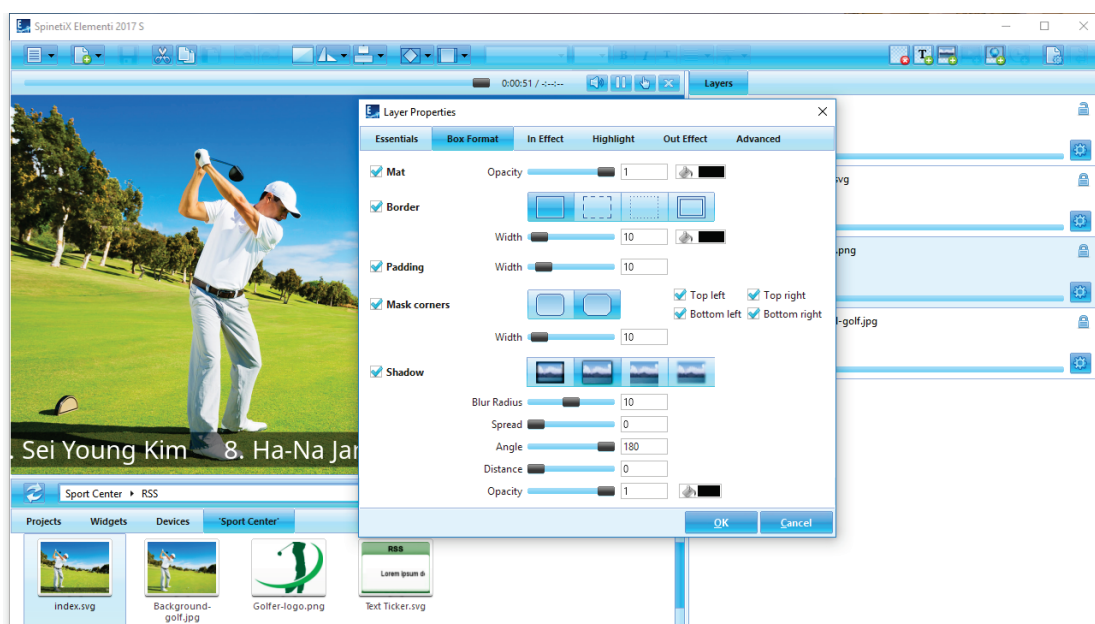 SpinetiX Elementi 2017 S
B I T
0:00:51 / -:--:--
Layers
Layer Properties
Essentials Box Format In Effect Highlight Out Effect Advanced
Mat Opacity 1
Border
Width 10
Padding Width 10
Mask corners Top left Top right
Bottom left Bottom right
Width 10
Shadow
Blur Radius 10
Spread 0
Angle 180
Distance 0
Opacity 1
OK Cancel
svg
.png
l-golf.jpg
. Sei Young Kim 8. Ha-Na Jan
Sport Center RSS
Projects Widgets Devices 'Sport Center'
RSS
Lorem ipsum d
index.svg Background-golf.jpg Golfer-logo.png Text Ticker.svg